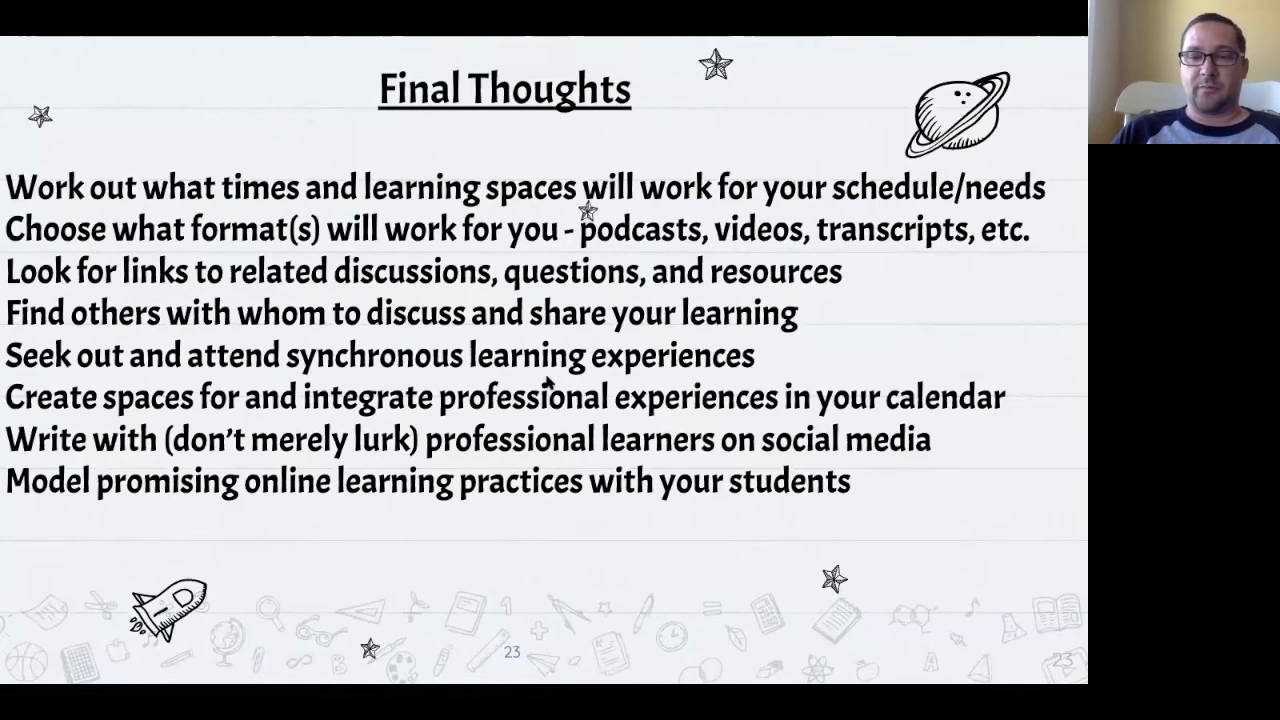 Final Thoughts
Work out what times and learning spaces will work for your schedule/needs
Choose what format(s) will work for you - podcasts, videos, transcripts, etc.
Look for links to related discussions, questions, and resources
Find others with whom to discuss and share your learning
Seek out and attend synchronous learning experiences
Create spaces for and integrate professional experiences in your calendar
Write with (don’t merely lurk) professional learners on social media
Model promising online learning practices with your students
23
23